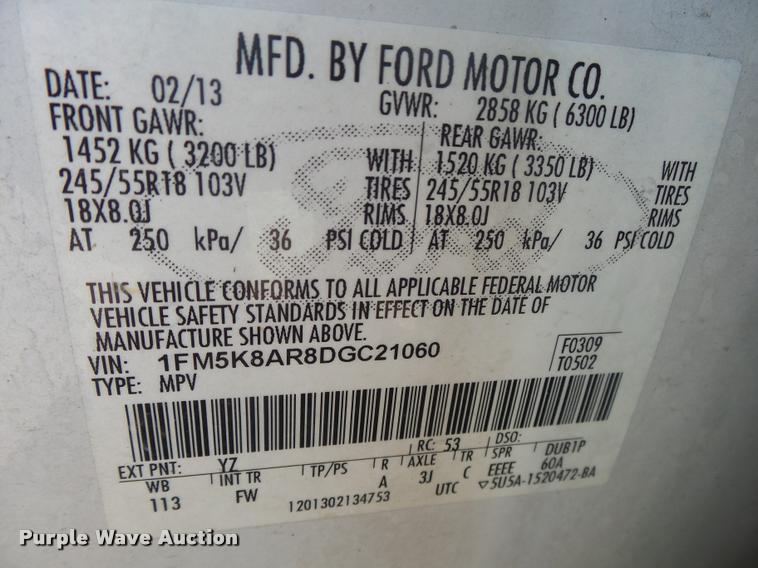 MFD. BY FORD MOTOR CO.
DATE: 02/13 GVWR: 2858 KG ( 6300 LB)
FRONT GAWR: REAR GAWR:
1452 KG ( 3200 LB) WITH 1520 KG ( 3350 LB) WITH
245/55R18 103V TIRES 245/55R18 103V TIRES
18X8.0J RIMS 18X8.0J RIMS
AT 250 kPa/ 36 PSI COLD AT 250 kPa/ 36 PSI COLD
Ford
THIS VEHICLE CONFORMS TO ALL APPLICABLE FEDERAL MOTOR
VEHICLE SAFETY STANDARDS IN EFFECT ON THE DATE OF
MANUFACTURE SHOWN ABOVE.
VIN: 1FM5K8AR8DGC21060 F0309
TYPE: MPV T0502
EXT PNT: YZ RC: 53 DSO:
WB INT TR TP/PS R AXLE TR SPR DUB1P
113 FW A 3J C EEEE 60A
1201302134753 UTC ▽5U5A-1520472-BA
Purple Wave Auction